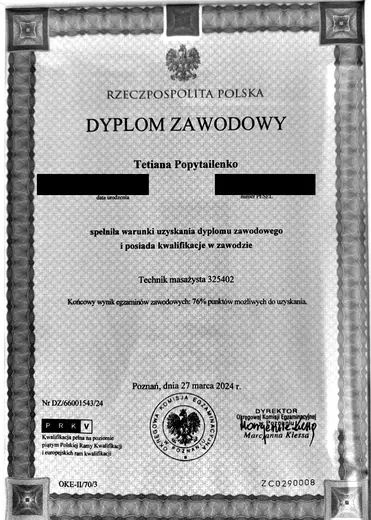 RZECZPOSPOLITA POLSKA
DYPLOM ZAWODOWY
Tetiana Popytailenko
data urodzenia
numer PESEL
spełniła warunki uzyskania dyplomu zawodowego
i posiada kwalifikacje w zawodzie
Technik masażysta 325402
Końcowy wynik egzaminów zawodowych: 76% punktów możliwych do uzyskania.
Poznań, dnia 27 marca 2024 r.
Nr DZ/66001543/24
P R K V
Kwalifikacja pełna na poziomie
piątym Polskiej Ramy Kwalifikacji
i europejskich ram kwalifikacji
OKRĘGOWA KOMISJA EGZAMINACYJNA
DYREKTOR
Okręgowej Komisji Egzaminacyjnej
Marcjanna Klessa
OKE-II/70/3
ZC0290008